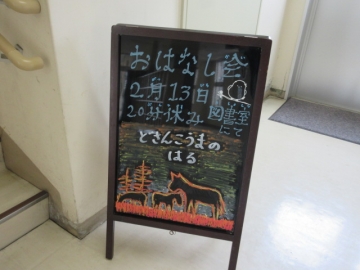 おはなし会
2月13日
20分休み 図書室
にて
どさんこうまの
はる